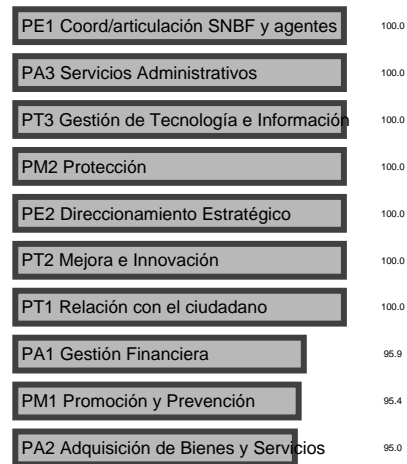 PE1 Coord/articulación SNBF y agentes 100.0
PA3 Servicios Administrativos 100.0
PT3 Gestión de Tecnología e Información 100.0
PM2 Protección 100.0
PE2 Direccionamiento Estratégico 100.0
PT2 Mejora e Innovación 100.0
PT1 Relación con el ciudadano 100.0
PA1 Gestión Financiera 95.9
PM1 Promoción y Prevención 95.4
PA2 Adquisición de Bienes y Servicios 95.0